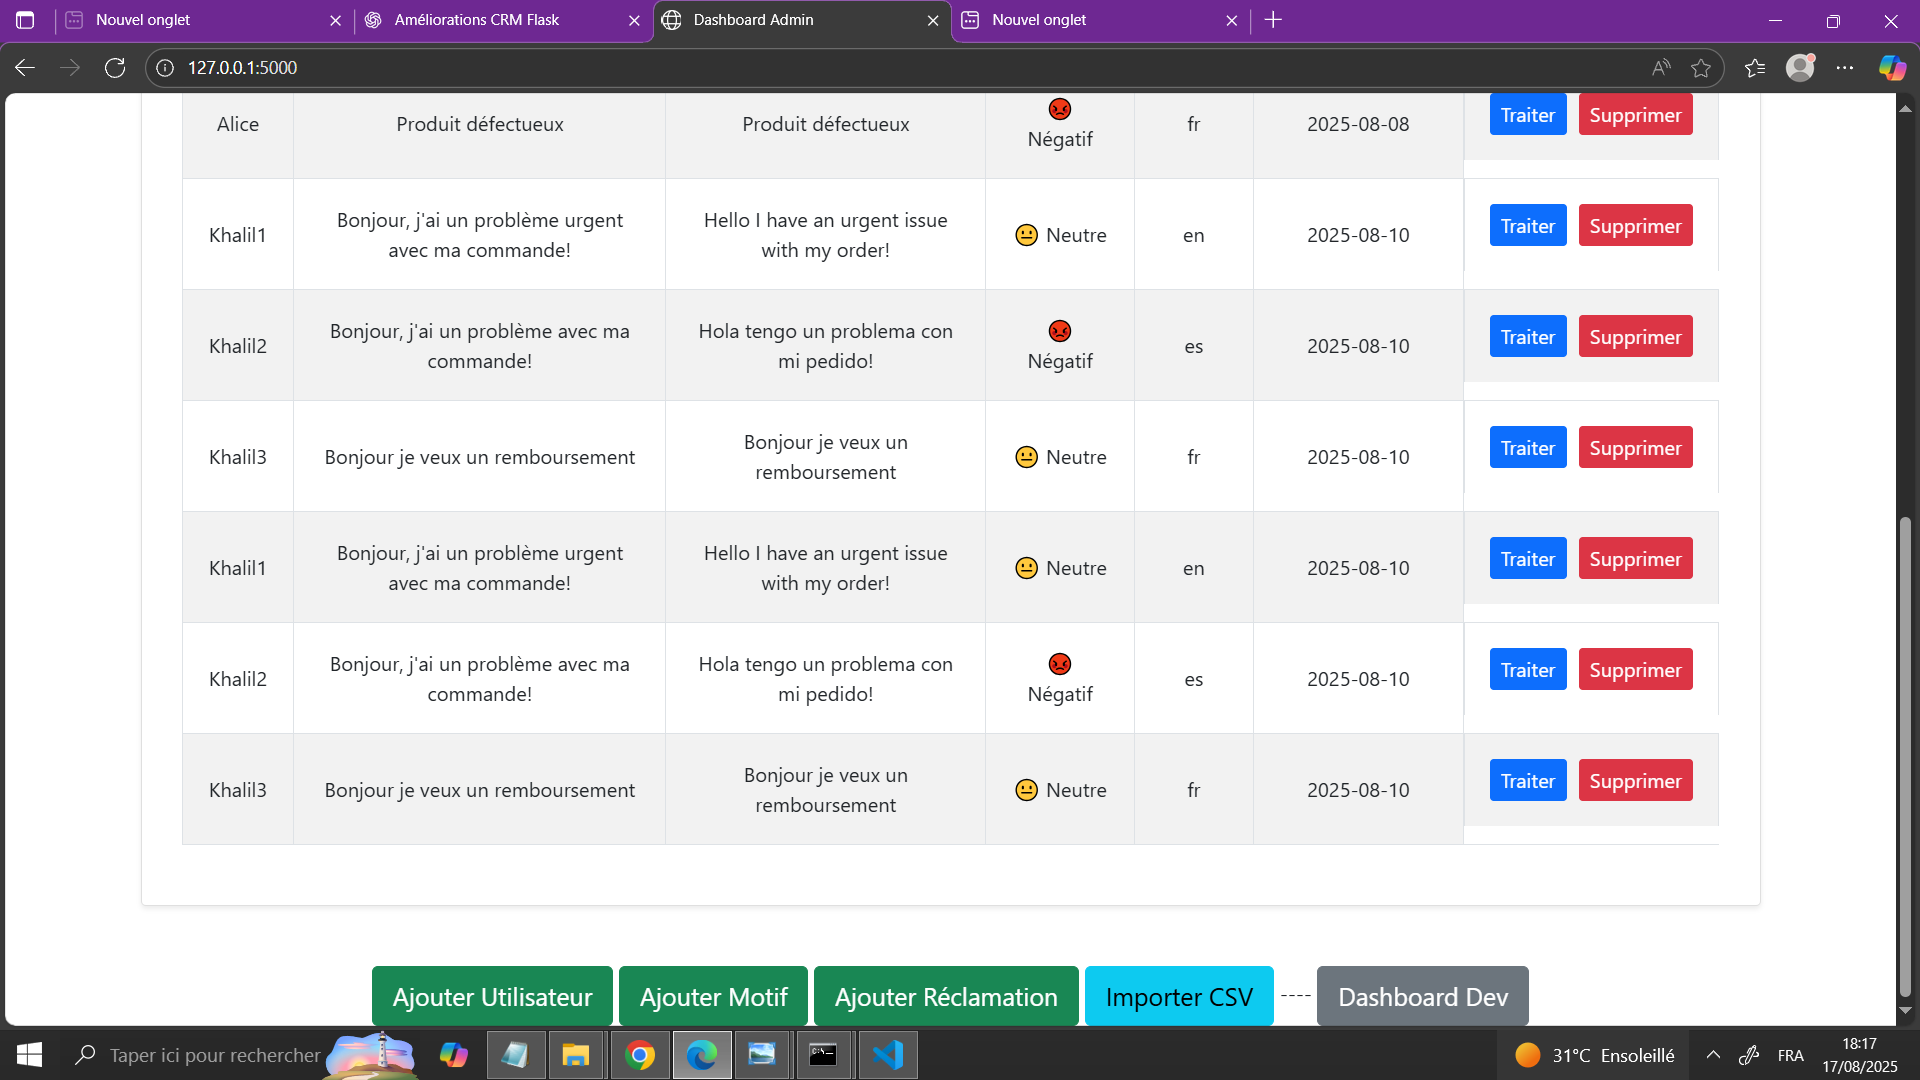 Nouvel onglet
Améliorations CRM Flask
Dashboard Admin
Nouvel onglet
127.0.0.1:5000
Alice
Produit défectueux
Produit défectueux
Négatif
fr
2025-08-08
Traiter
Supprimer
Khalil1
Bonjour, j'ai un problème urgent
avec ma commande!
Hello I have an urgent issue
with my order!
Neutre
en
2025-08-10
Traiter
Supprimer
Khalil2
Bonjour, j'ai un problème avec ma
commande!
Hola tengo un problema con
mi pedido!
Négatif
es
2025-08-10
Traiter
Supprimer
Khalil3
Bonjour je veux un remboursement
Bonjour je veux un
remboursement
Neutre
fr
2025-08-10
Traiter
Supprimer
Khalil1
Bonjour, j'ai un problème urgent
avec ma commande!
Hello I have an urgent issue
with my order!
Neutre
en
2025-08-10
Traiter
Supprimer
Khalil2
Bonjour, j'ai un problème avec ma
commande!
Hola tengo un problema con
mi pedido!
Négatif
es
2025-08-10
Traiter
Supprimer
Khalil3
Bonjour je veux un remboursement
Bonjour je veux un
remboursement
Neutre
fr
2025-08-10
Traiter
Supprimer
Ajouter Utilisateur
Ajouter Motif
Ajouter Réclamation
Importer CSV
----
Dashboard Dev
Taper ici pour rechercher
31°C Ensoleillé
FRA
18:17
17/08/2025